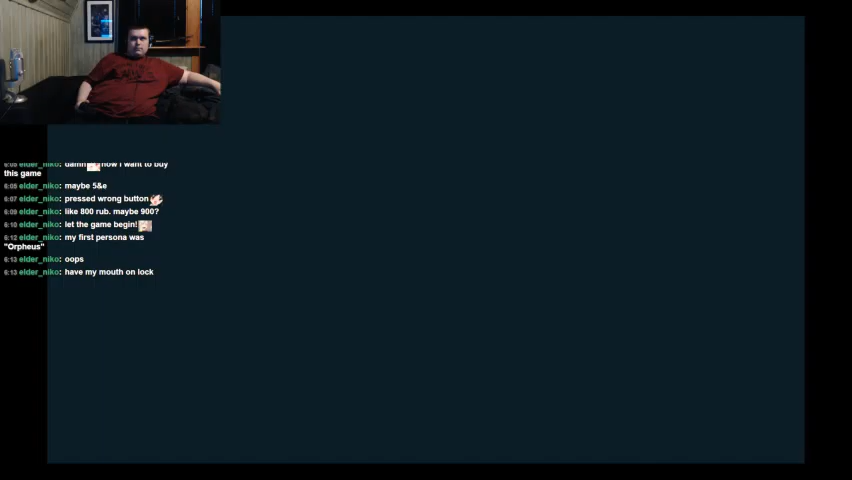 6:05 elder_niko: damn now I want to buy
this game
6:05 elder_niko: maybe 5&e
6:07 elder_niko: pressed wrong button
6:09 elder_niko: like 800 rub. maybe 900?
6:10 elder_niko: let the game begin!
6:12 elder_niko: my first persona was
"Orpheus"
6:13 elder_niko: oops
6:13 elder_niko: have my mouth on lock